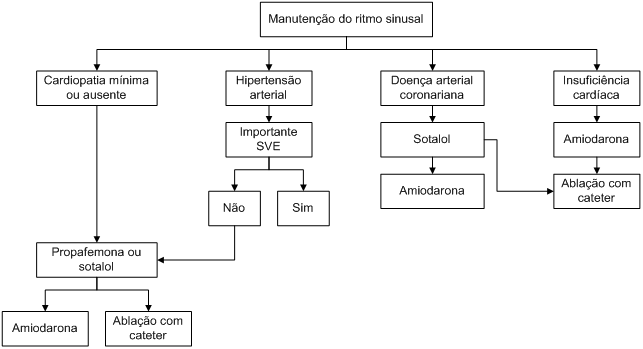 Manutenção do ritmo sinusal
Cardiopatia mínima
ou ausente
Hipertensão
arterial
Doença arterial
coronariana
Insuficiência
cardíaca
Importante
SVE
Sotalol
Amiodarona
Não
Sim
Amiodarona
Ablação com
cateter
Propafemona ou
sotalol
Amiodarona
Ablação com
cateter